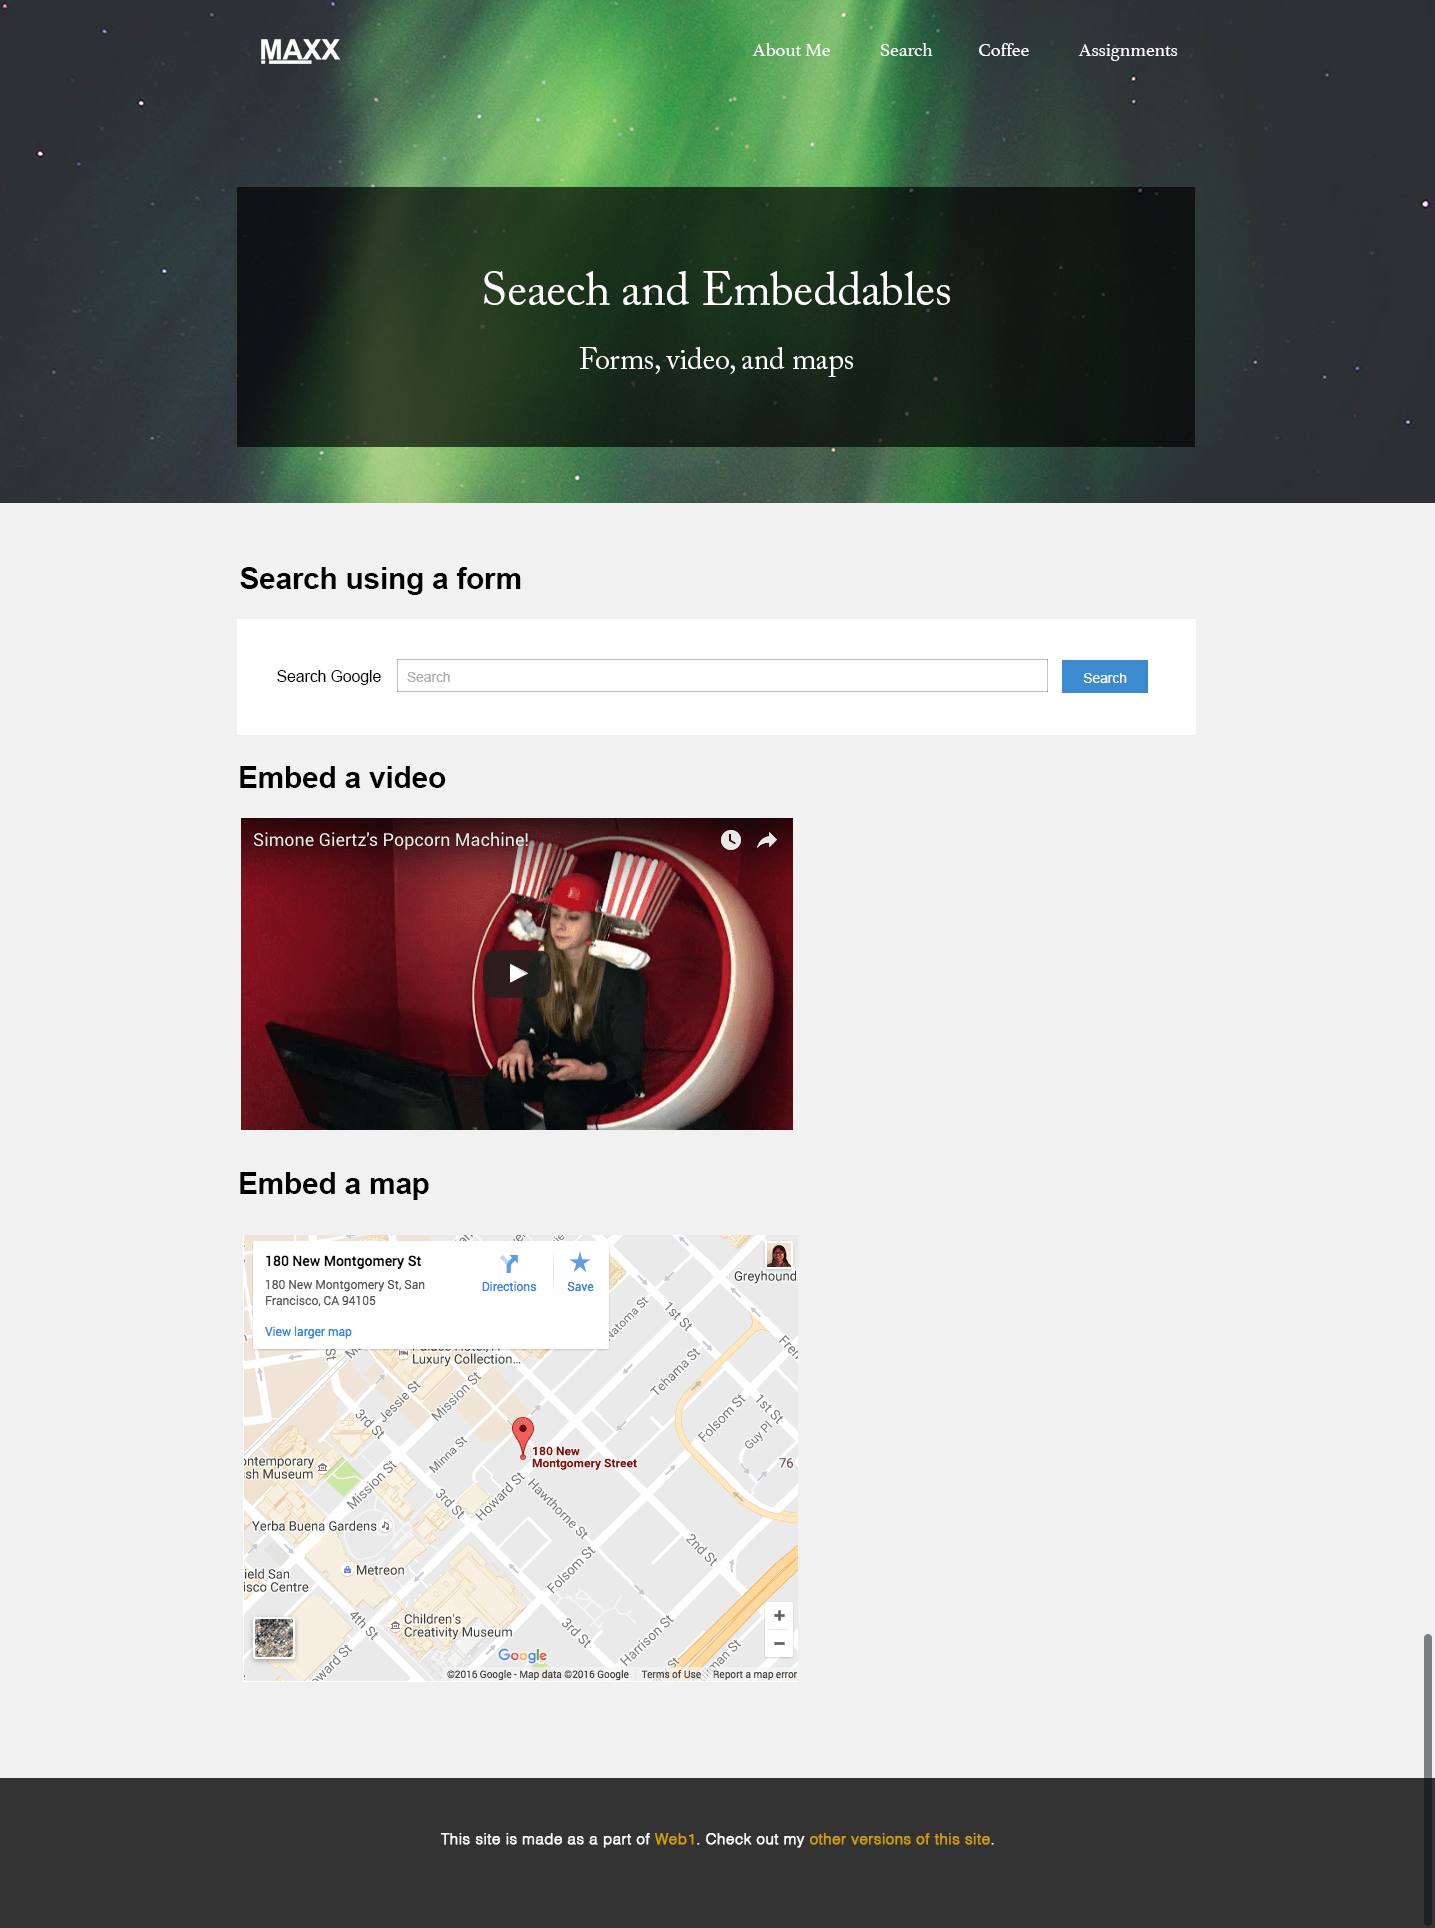 MAXX
About Me
Search
Coffee
Assignments
Seaech and Embeddables
Forms, video, and maps
Search using a form
Search Google
Search
Search
Embed a video
Simone Giertz's Popcorn Machine!
Embed a map
180 New Montgomery St
180 New Montgomery St, San
Francisco, CA 94105
View larger map
Directions
Save
Greyhound
Natoma St
1st St
Luxury Collection...
Tehama St
Jessie St
Mission St
3rd St
Folsom St
1st St
Guy Pl
Minna St
180 New
Montgomery Street
76
ontemporary
sh Museum
Mission St
3rd St
Howard St
Hawthorne St
Yerba Buena Gardens
2nd St
Metreon
Folsom St
ield San
isco Centre
4th St
Children's
Creativity Museum
3rd St
Harrison St
oward St
Google
©2016 Google - Map data ©2016 Google
Terms of Use
Report a map error
This site is made as a part of Web1. Check out my other versions of this site.